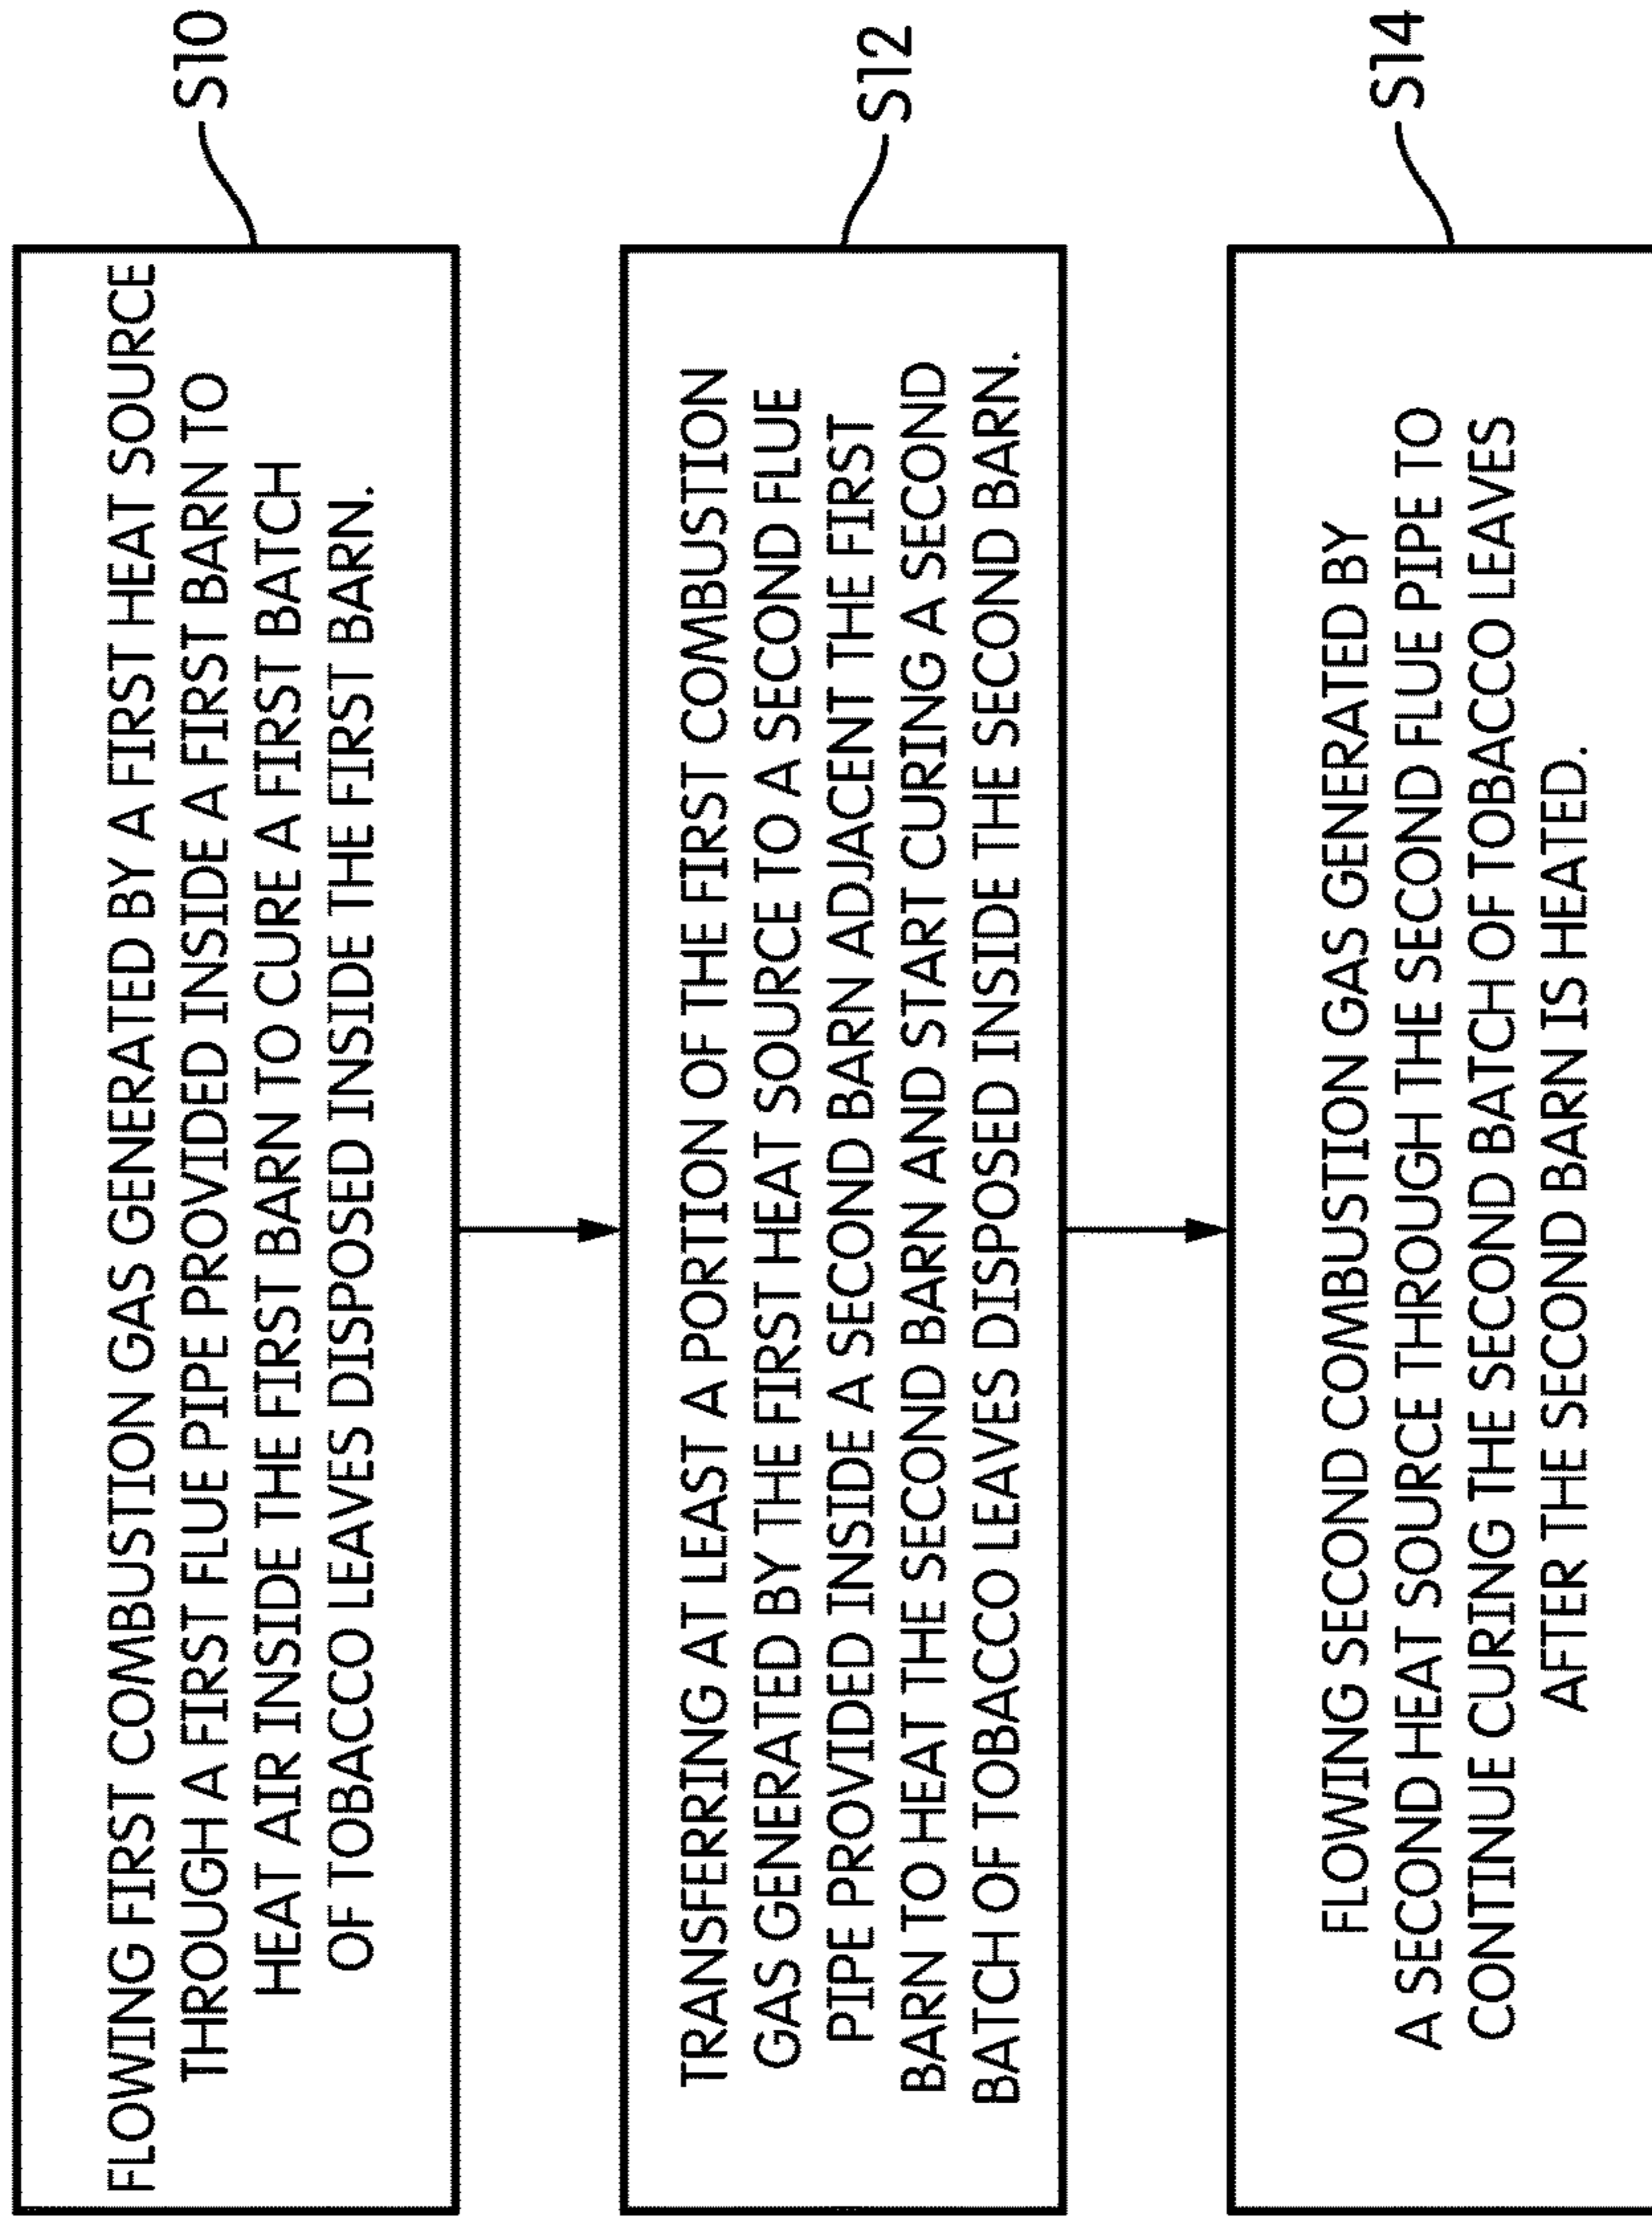 FLOWING FIRST COMBUSTION GAS GENERATED BY A FIRST HEAT SOURCE
THROUGH A FIRST FLUE PIPE PROVIDED INSIDE A FIRST BARN TO
HEAT AIR INSIDE THE FIRST BARN TO CURE A FIRST BATCH
OF TOBACCO LEAVES DISPOSED INSIDE THE FIRST BARN.
S10
TRANSFERRING AT LEAST A PORTION OF THE FIRST COMBUSTION
GAS GENERATED BY THE FIRST HEAT SOURCE TO A SECOND FLUE
PIPE PROVIDED INSIDE A SECOND BARN ADJACENT THE FIRST
BARN TO HEAT THE SECOND BARN AND START CURING A SECOND
BATCH OF TOBACCO LEAVES DISPOSED INSIDE THE SECOND BARN.
S12
FLOWING SECOND COMBUSTION GAS GENERATED BY
A SECOND HEAT SOURCE THROUGH THE SECOND FLUE PIPE TO
CONTINUE CURING THE SECOND BATCH OF TOBACCO LEAVES
AFTER THE SECOND BARN IS HEATED.
S14